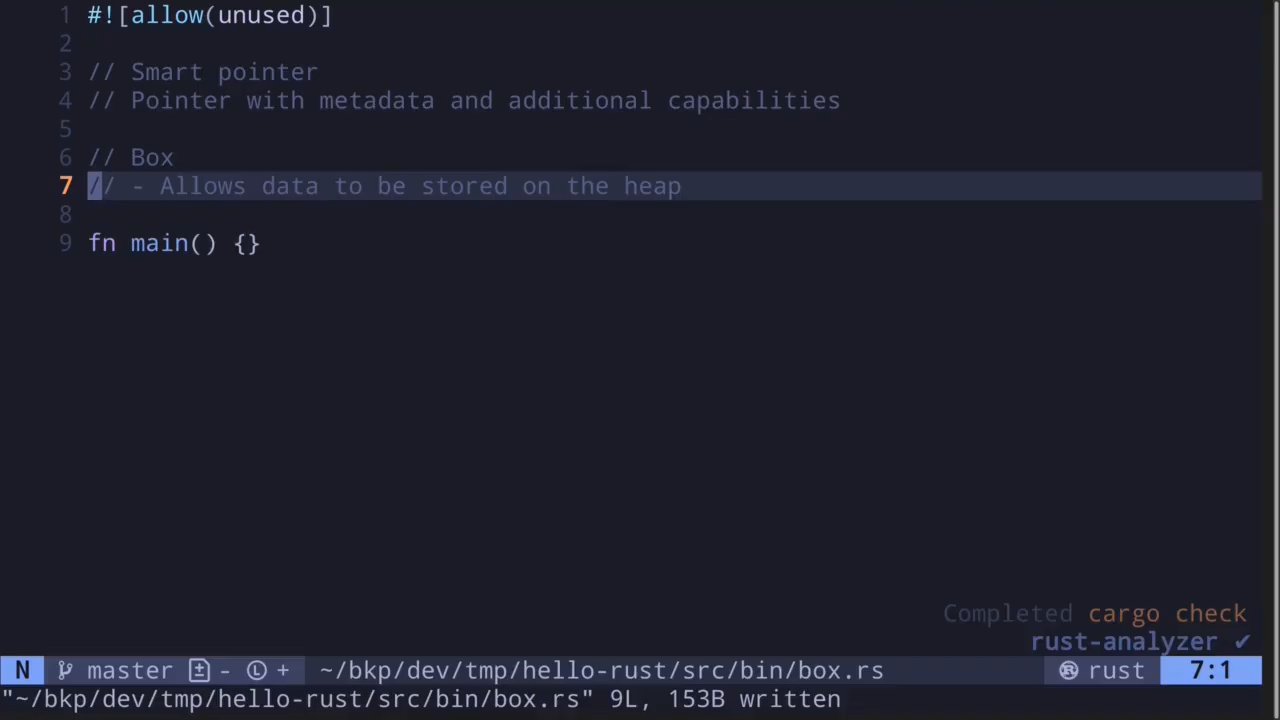 1 #![allow(unused)]
2
3 // Smart pointer
4 // Pointer with metadata and additional capabilities
5
6 // Box
7 // - Allows data to be stored on the heap
8
9 fn main() {}
Completed cargo check
rust-analyzer ✔
N master - Ⓛ + ~/bkp/dev/tmp/hello-rust/src/bin/box.rs rust 7:1
"~/bkp/dev/tmp/hello-rust/src/bin/box.rs" 9L, 153B written